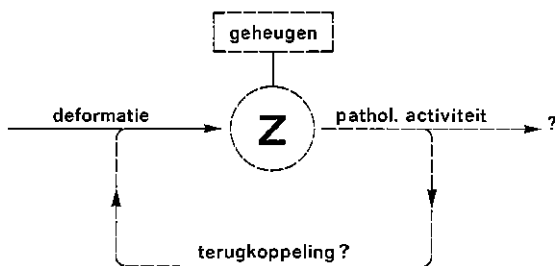 geheugen
deformatie
Z
pathol. activiteit
?
terugkoppeling ?